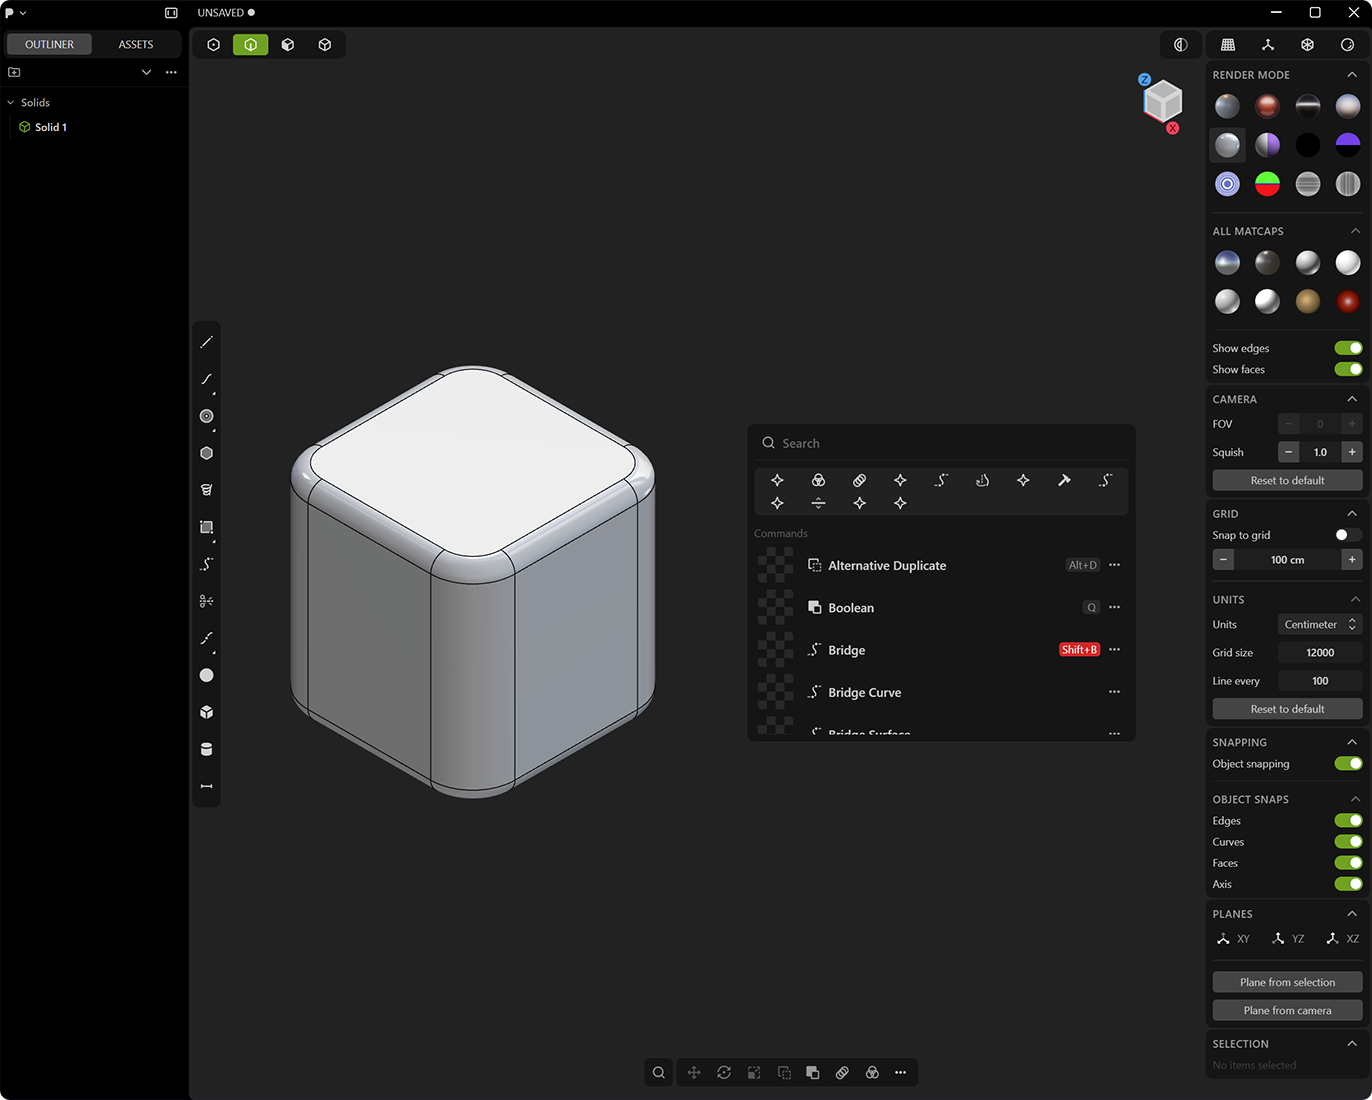 UNSAVED
OUTLINER ASSETS
Solids
Solid 1
Z
X
Search
Commands
Alternative Duplicate Alt+D
Boolean Q
Bridge Shift+B
Bridge Curve
Bridge Surface
RENDER MODE
ALL MATCAPS
Show edges
Show faces
CAMERA
FOV 0
Squish 1.0
Reset to default
GRID
Snap to grid
100 cm
UNITS
Units Centimeter
Grid size 12000
Line every 100
Reset to default
SNAPPING
Object snapping
OBJECT SNAPS
Edges
Curves
Faces
Axis
PLANES
XY YZ XZ
Plane from selection
Plane from camera
SELECTION
No items selected